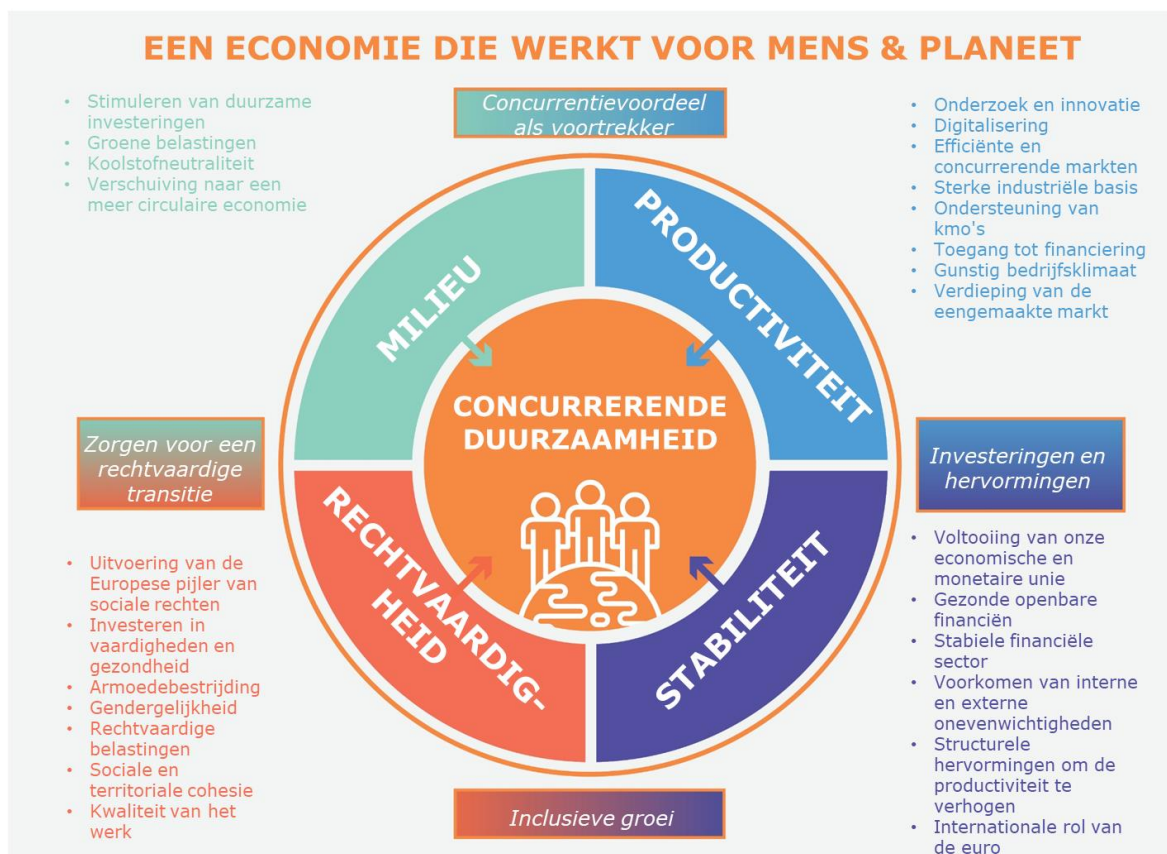 EEN ECONOMIE DIE WERKT VOOR MENS & PLANEET
• Stimuleren van duurzame
investeringen
• Groene belastingen
• Koolstofneutraliteit
• Verschuiving naar een
meer circulaire economie
Concurrentievoordeel
als voortrekker
• Onderzoek en innovatie
• Digitalisering
• Efficiënte en
concurrerende markten
• Sterke industriële basis
• Ondersteuning van
kmo's
• Toegang tot financiering
• Gunstig bedrijfsklimaat
• Verdieping van de
eengemaakte markt
MILIEU
PRODUCTIVITEIT
CONCURRERENDE
DUURZAAMHEID
Zorgen voor een
rechtvaardige
transitie
Investeringen en
hervormingen
RECHTVAARDIG-
HEID
STABILITEIT
• Uitvoering van de
Europese pijler van
sociale rechten
• Investeren in
vaardigheden en
gezondheid
• Armoedebestrijding
• Gendergelijkheid
• Rechtvaardige
belastingen
• Sociale en
territoriale cohesie
• Kwaliteit van het
werk
• Voltooiing van onze
economische en
monetaire unie
• Gezonde openbare
financiën
• Stabiele financiële
sector
• Voorkomen van interne
en externe
onevenwichtigheden
• Structurele
hervormingen om de
productiviteit te
verhogen
• Internationale rol van
de euro
Inclusieve groei